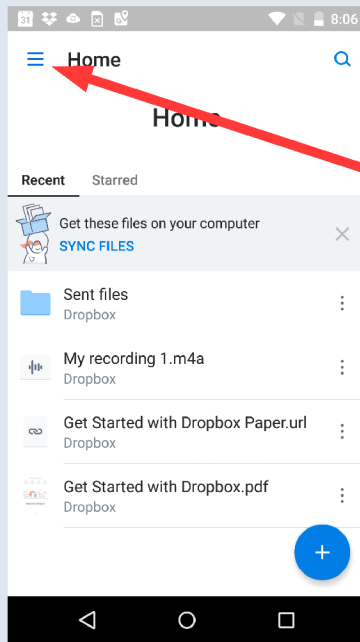 31
8:06
Home
Home
Recent Starred
Get these files on your computer
SYNC FILES
Sent files
Dropbox
My recording 1.m4a
Dropbox
Get Started with Dropbox Paper.url
Dropbox
Get Started with Dropbox.pdf
Dropbox